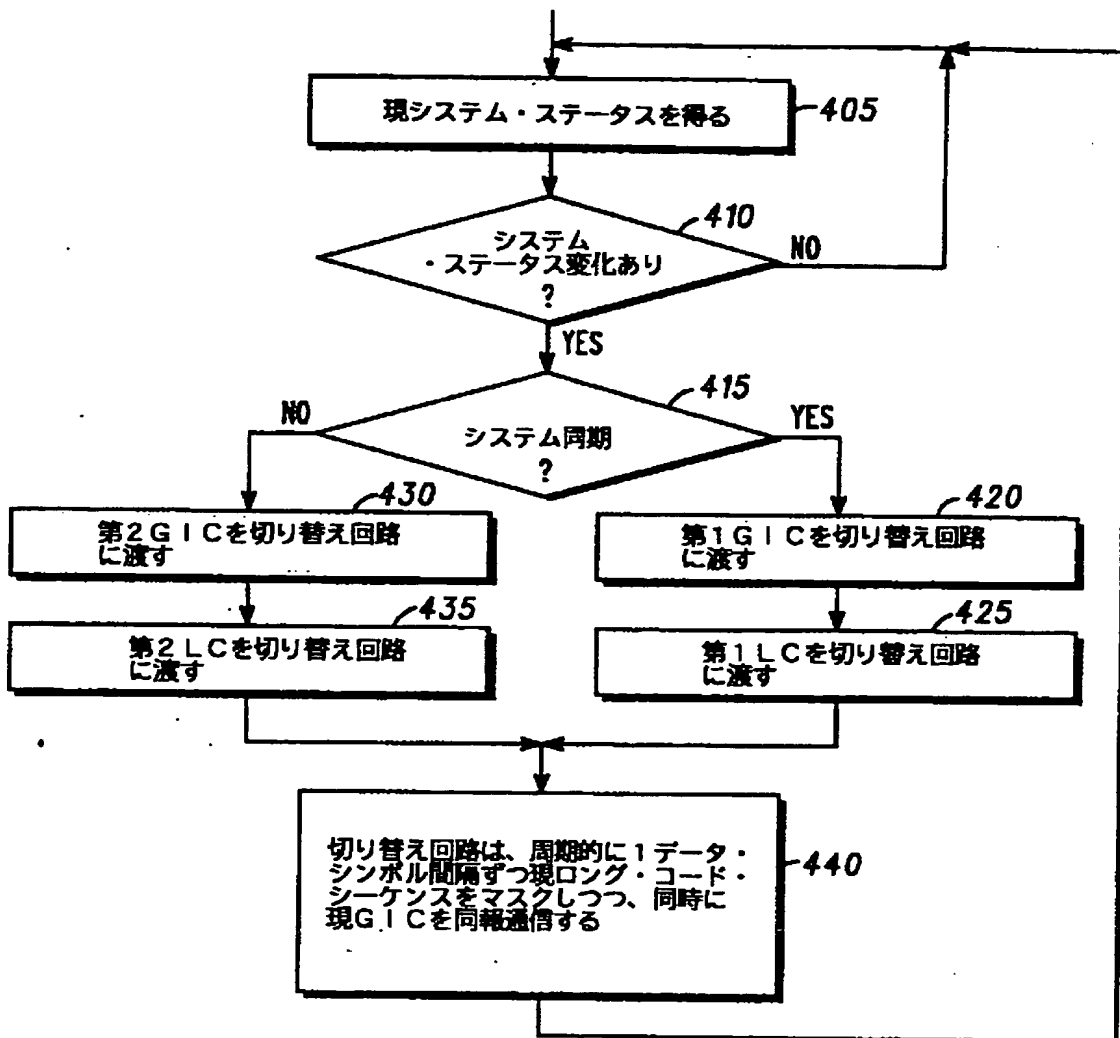 現システム・ステータスを得る
405
410
システム
・ステータス変化あり
?
NO
YES
415
NO
YES
システム同期
?
430
第2GICを切り替え回路
に渡す
420
第1GICを切り替え回路
に渡す
435
第2LCを切り替え回路
に渡す
425
第1LCを切り替え回路
に渡す
切り替え回路は、周期的に1データ・
シンボル間隔ずつ現ロング・コード・
シーケンスをマスクしつつ、同時に
現GICを同報通信する
440